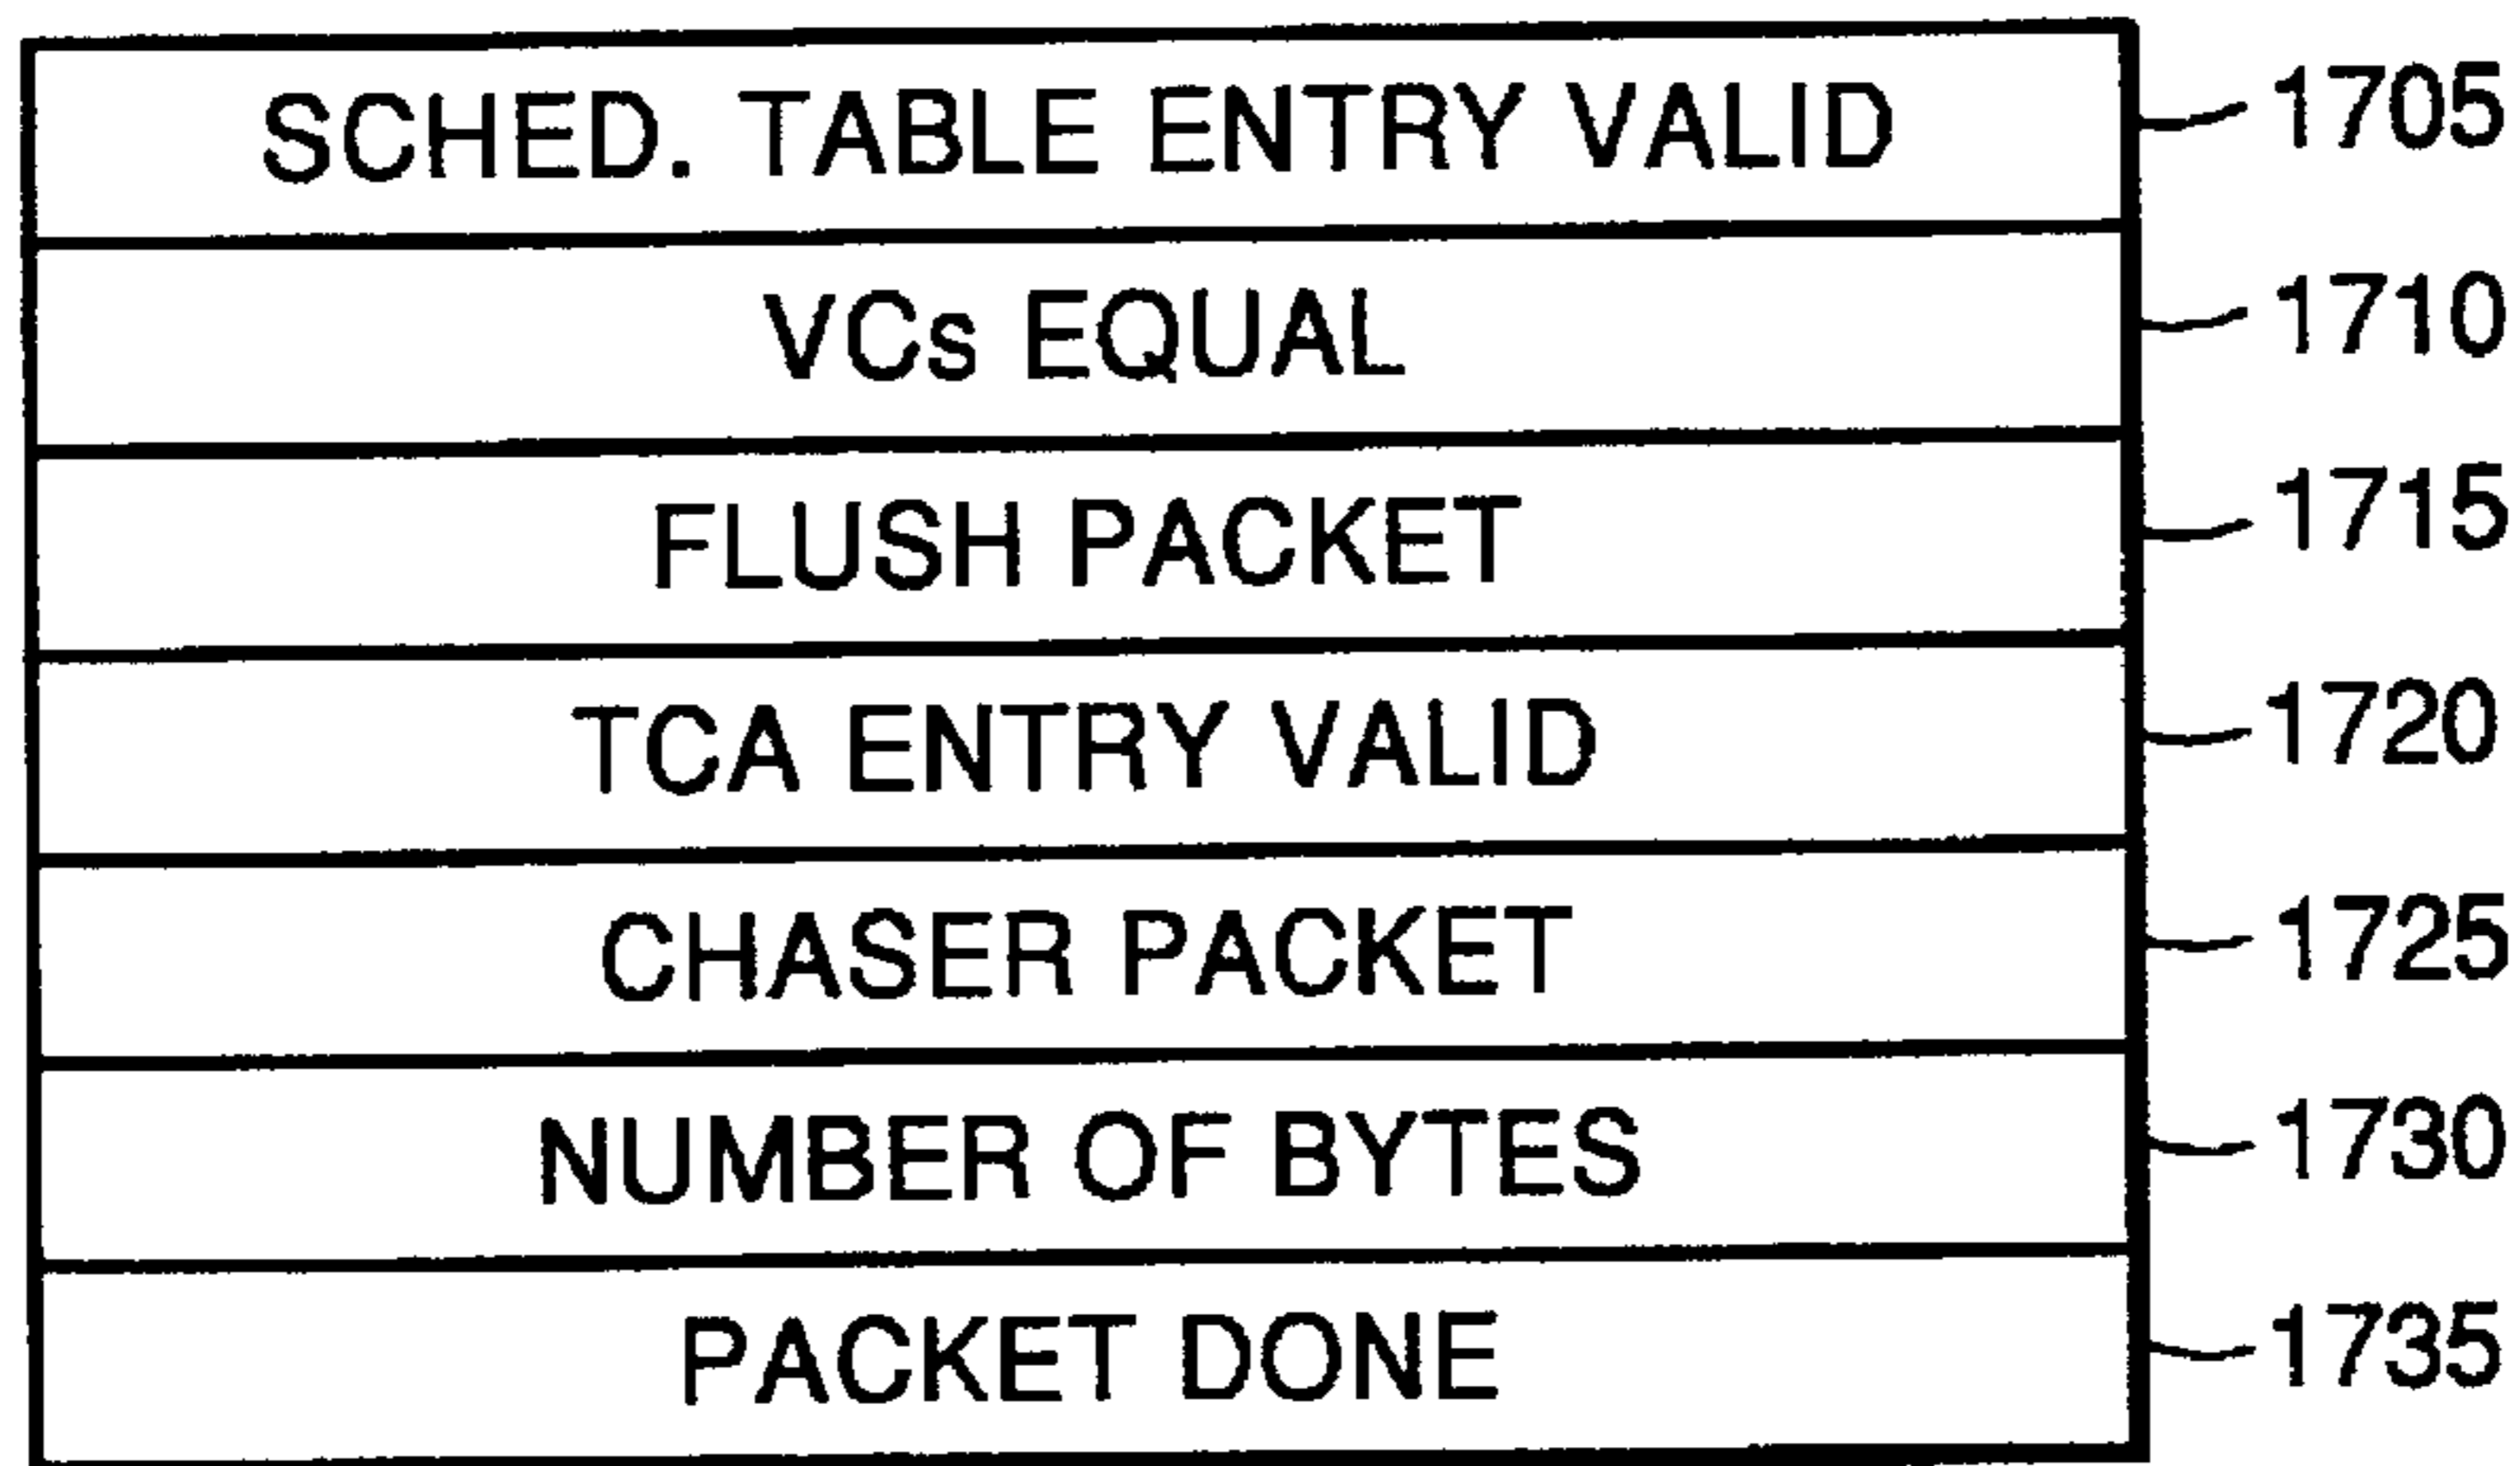 SCHED. TABLE ENTRY VALID 1705
VCs EQUAL 1710
FLUSH PACKET 1715
TCA ENTRY VALID 1720
CHASER PACKET 1725
NUMBER OF BYTES 1730
PACKET DONE 1735